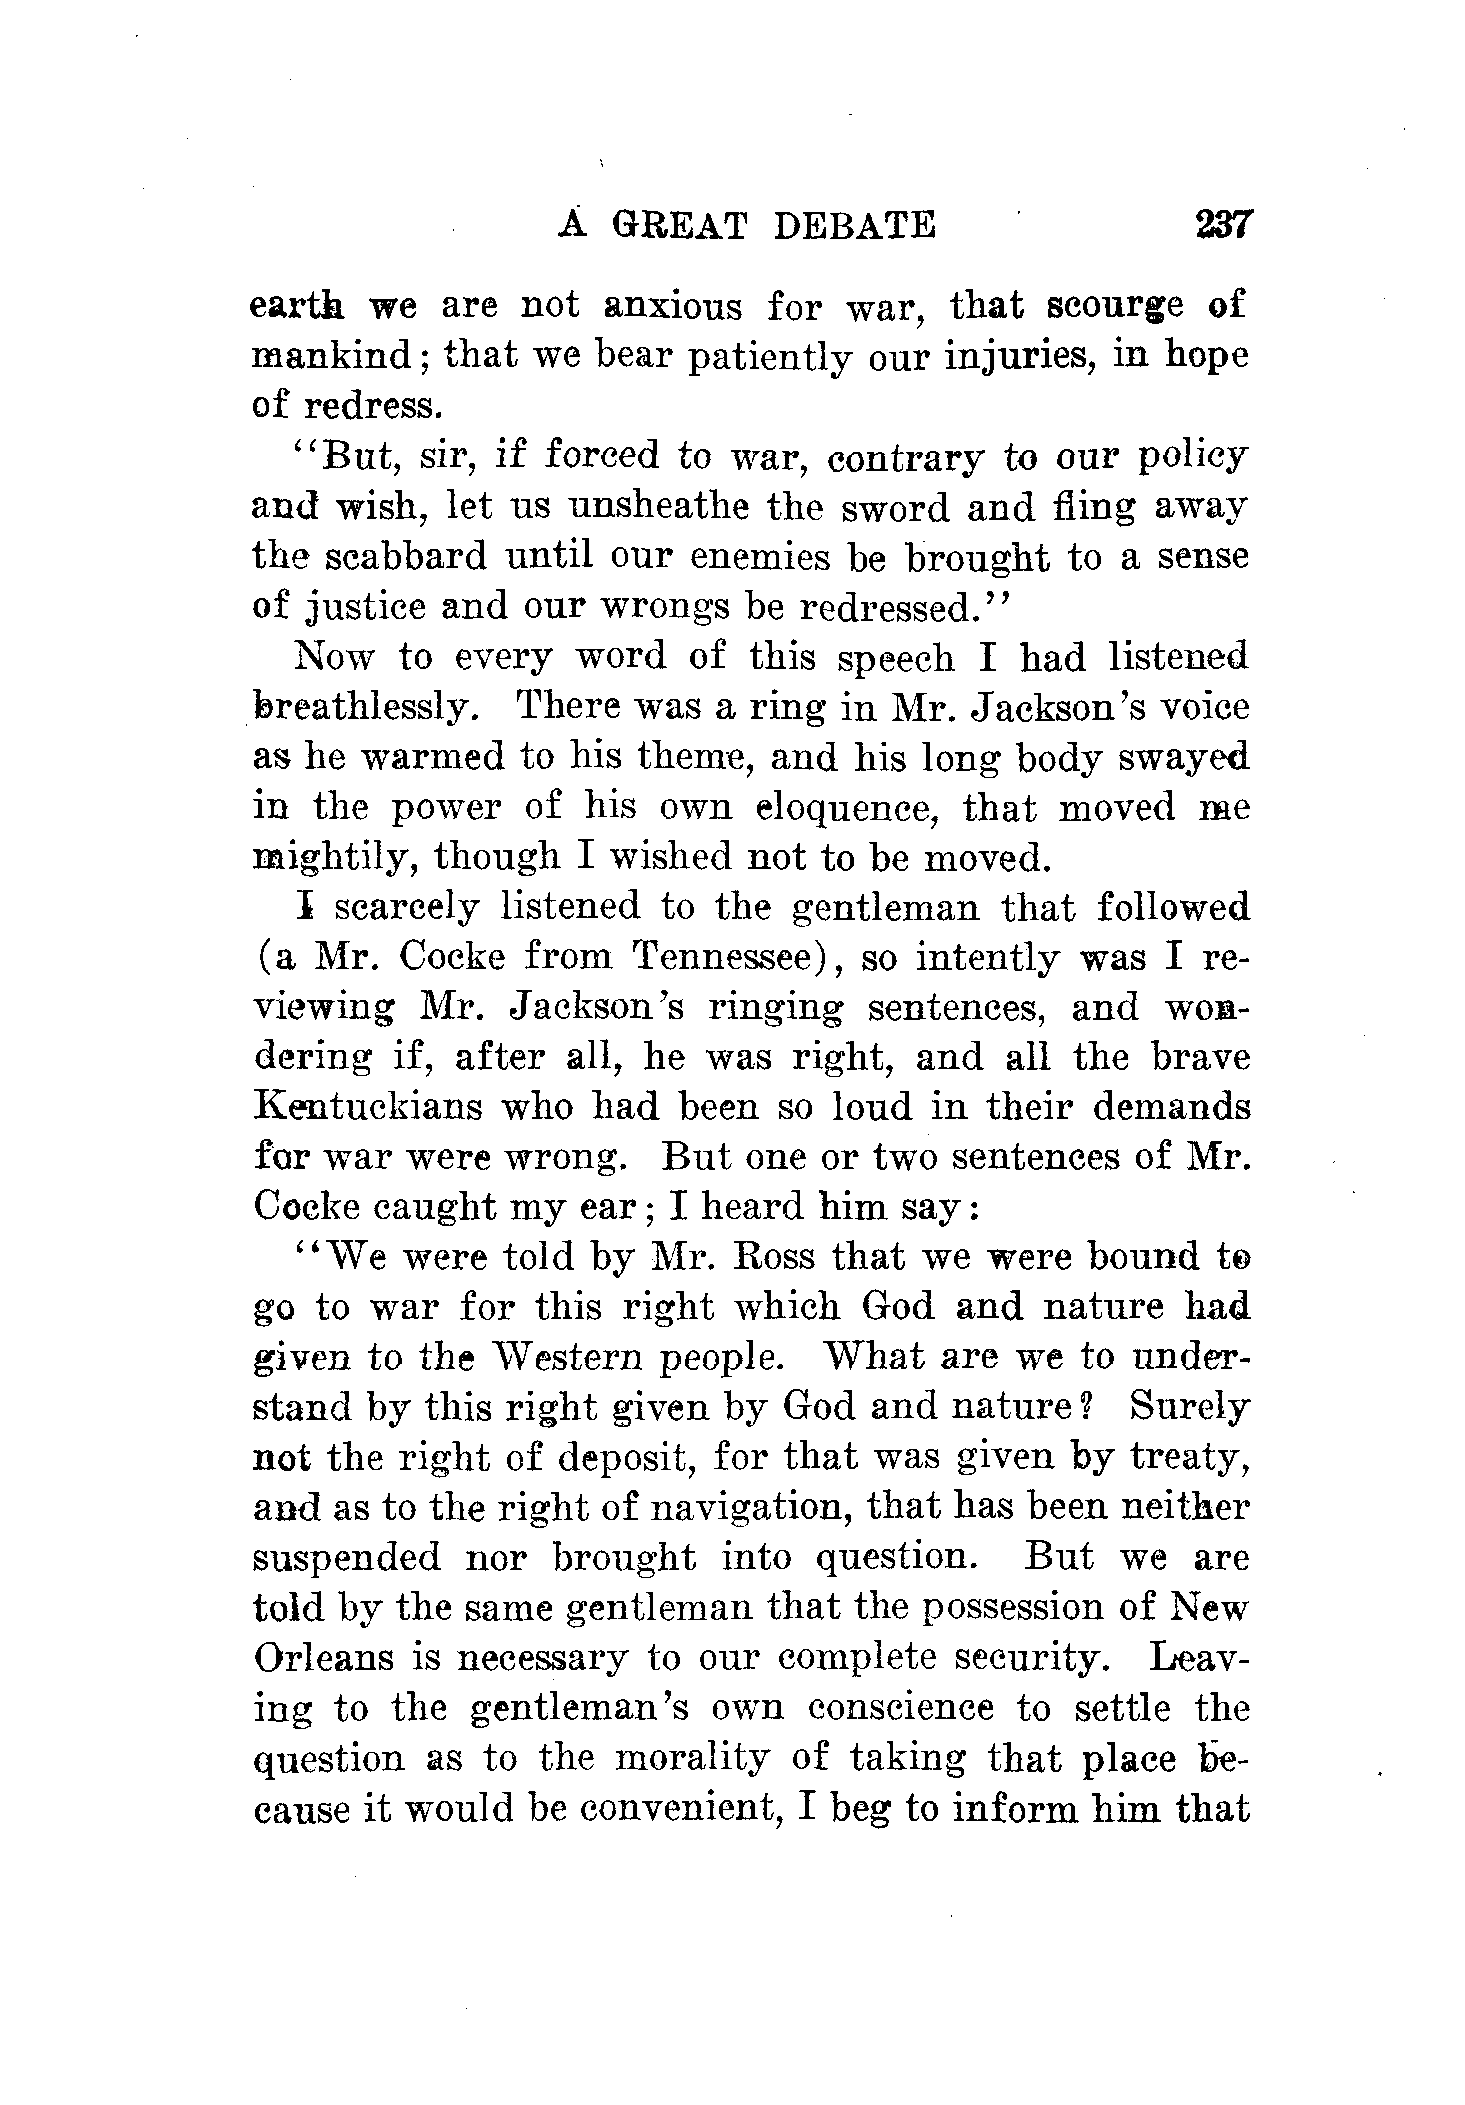 A GREAT DEBATE 237
earth we are not anxious for war, that scourge of
mankind; that we bear patiently our injuries, in hope
of redress.
"But, sir, if forced to war, contrary to our policy
and wish, let us unsheathe the sword and fling away
the scabbard until our enemies be brought to a sense
of justice and our wrongs be redressed."
Now to every word of this speech I had listened
breathlessly. There was a ring in Mr. Jackson's voice
as he warmed to his theme, and his long body swayed
in the power of his own eloquence, that moved me
mightily, though I wished not to be moved.
I scarcely listened to the gentleman that followed
(a Mr. Cocke from Tennessee), so intently was I re-
viewing Mr. Jackson's ringing sentences, and won-
dering if, after all, he was right, and all the brave
Kentuckians who had been so loud in their demands
for war were wrong. But one or two sentences of Mr.
Cocke caught my ear; I heard him say:
"We were told by Mr. Ross that we were bound to
go to war for this right which God and nature had
given to the Western people. What are we to under-
stand by this right given by God and nature? Surely
not the right of deposit, for that was given by treaty,
and as to the right of navigation, that has been neither
suspended nor brought into question. But we are
told by the same gentleman that the possession of New
Orleans is necessary to our complete security. Leav-
ing to the gentleman's own conscience to settle the
question as to the morality of taking that place be-
cause it would be convenient, I beg to inform him that